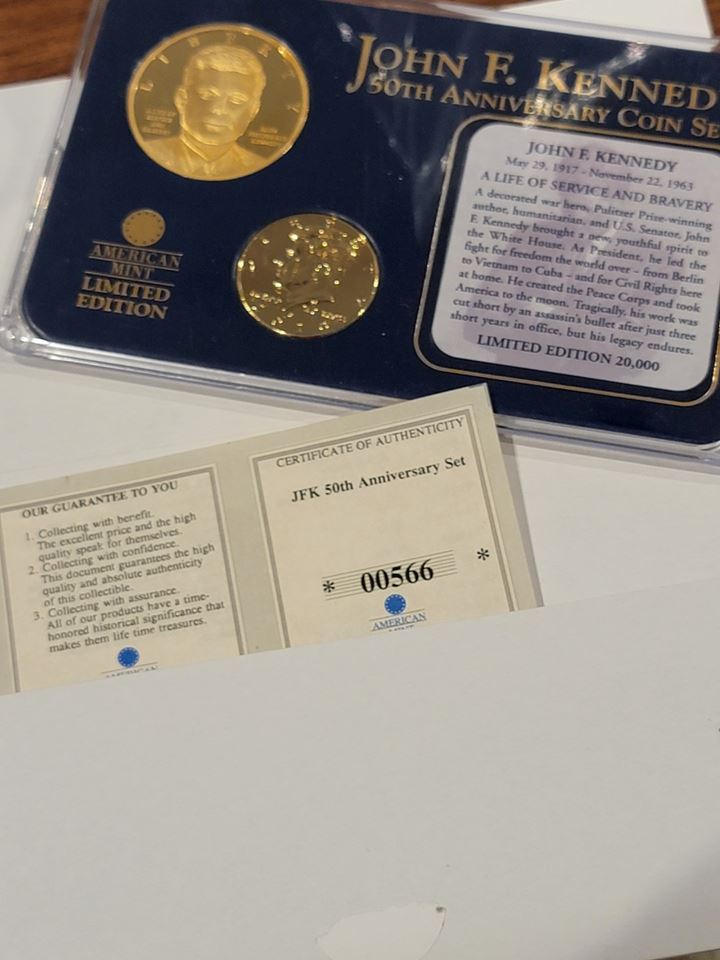 LIBERTY
JOHN F. KENNED
50TH ANNIVERSARY COIN SE
AMERICAN
MINT
LIMITED
EDITION
JOHN F. KENNEDY
May 29, 1917 - November 22, 1963
A LIFE OF SERVICE AND BRAVERY
A decorated war hero, Pulitzer Prize-winning
author, humanitarian, and U.S. Senator, John
F. Kennedy brought a new, youthful spirit to
the White House. As President, he led the
fight for freedom the world over - from Berlin
to Vietnam to Cuba - and for Civil Rights here
at home. He created the Peace Corps and took
America to the moon. Tragically, his work was
cut short by an assassin's bullet after just three
short years in office, but his legacy endures.
LIMITED EDITION 20,000
OUR GUARANTEE TO YOU
1. Collecting with benefit.
The excellent price and the high
quality speak for themselves.
2. Collecting with confidence.
This document guarantees the high
quality and absolute authenticity
of this collectible.
3. Collecting with assurance.
All of our products have a time-
honored historical significance that
makes them life time treasures.
CERTIFICATE OF AUTHENTICITY
JFK 50th Anniversary Set
* 00566 *
AMERICAN